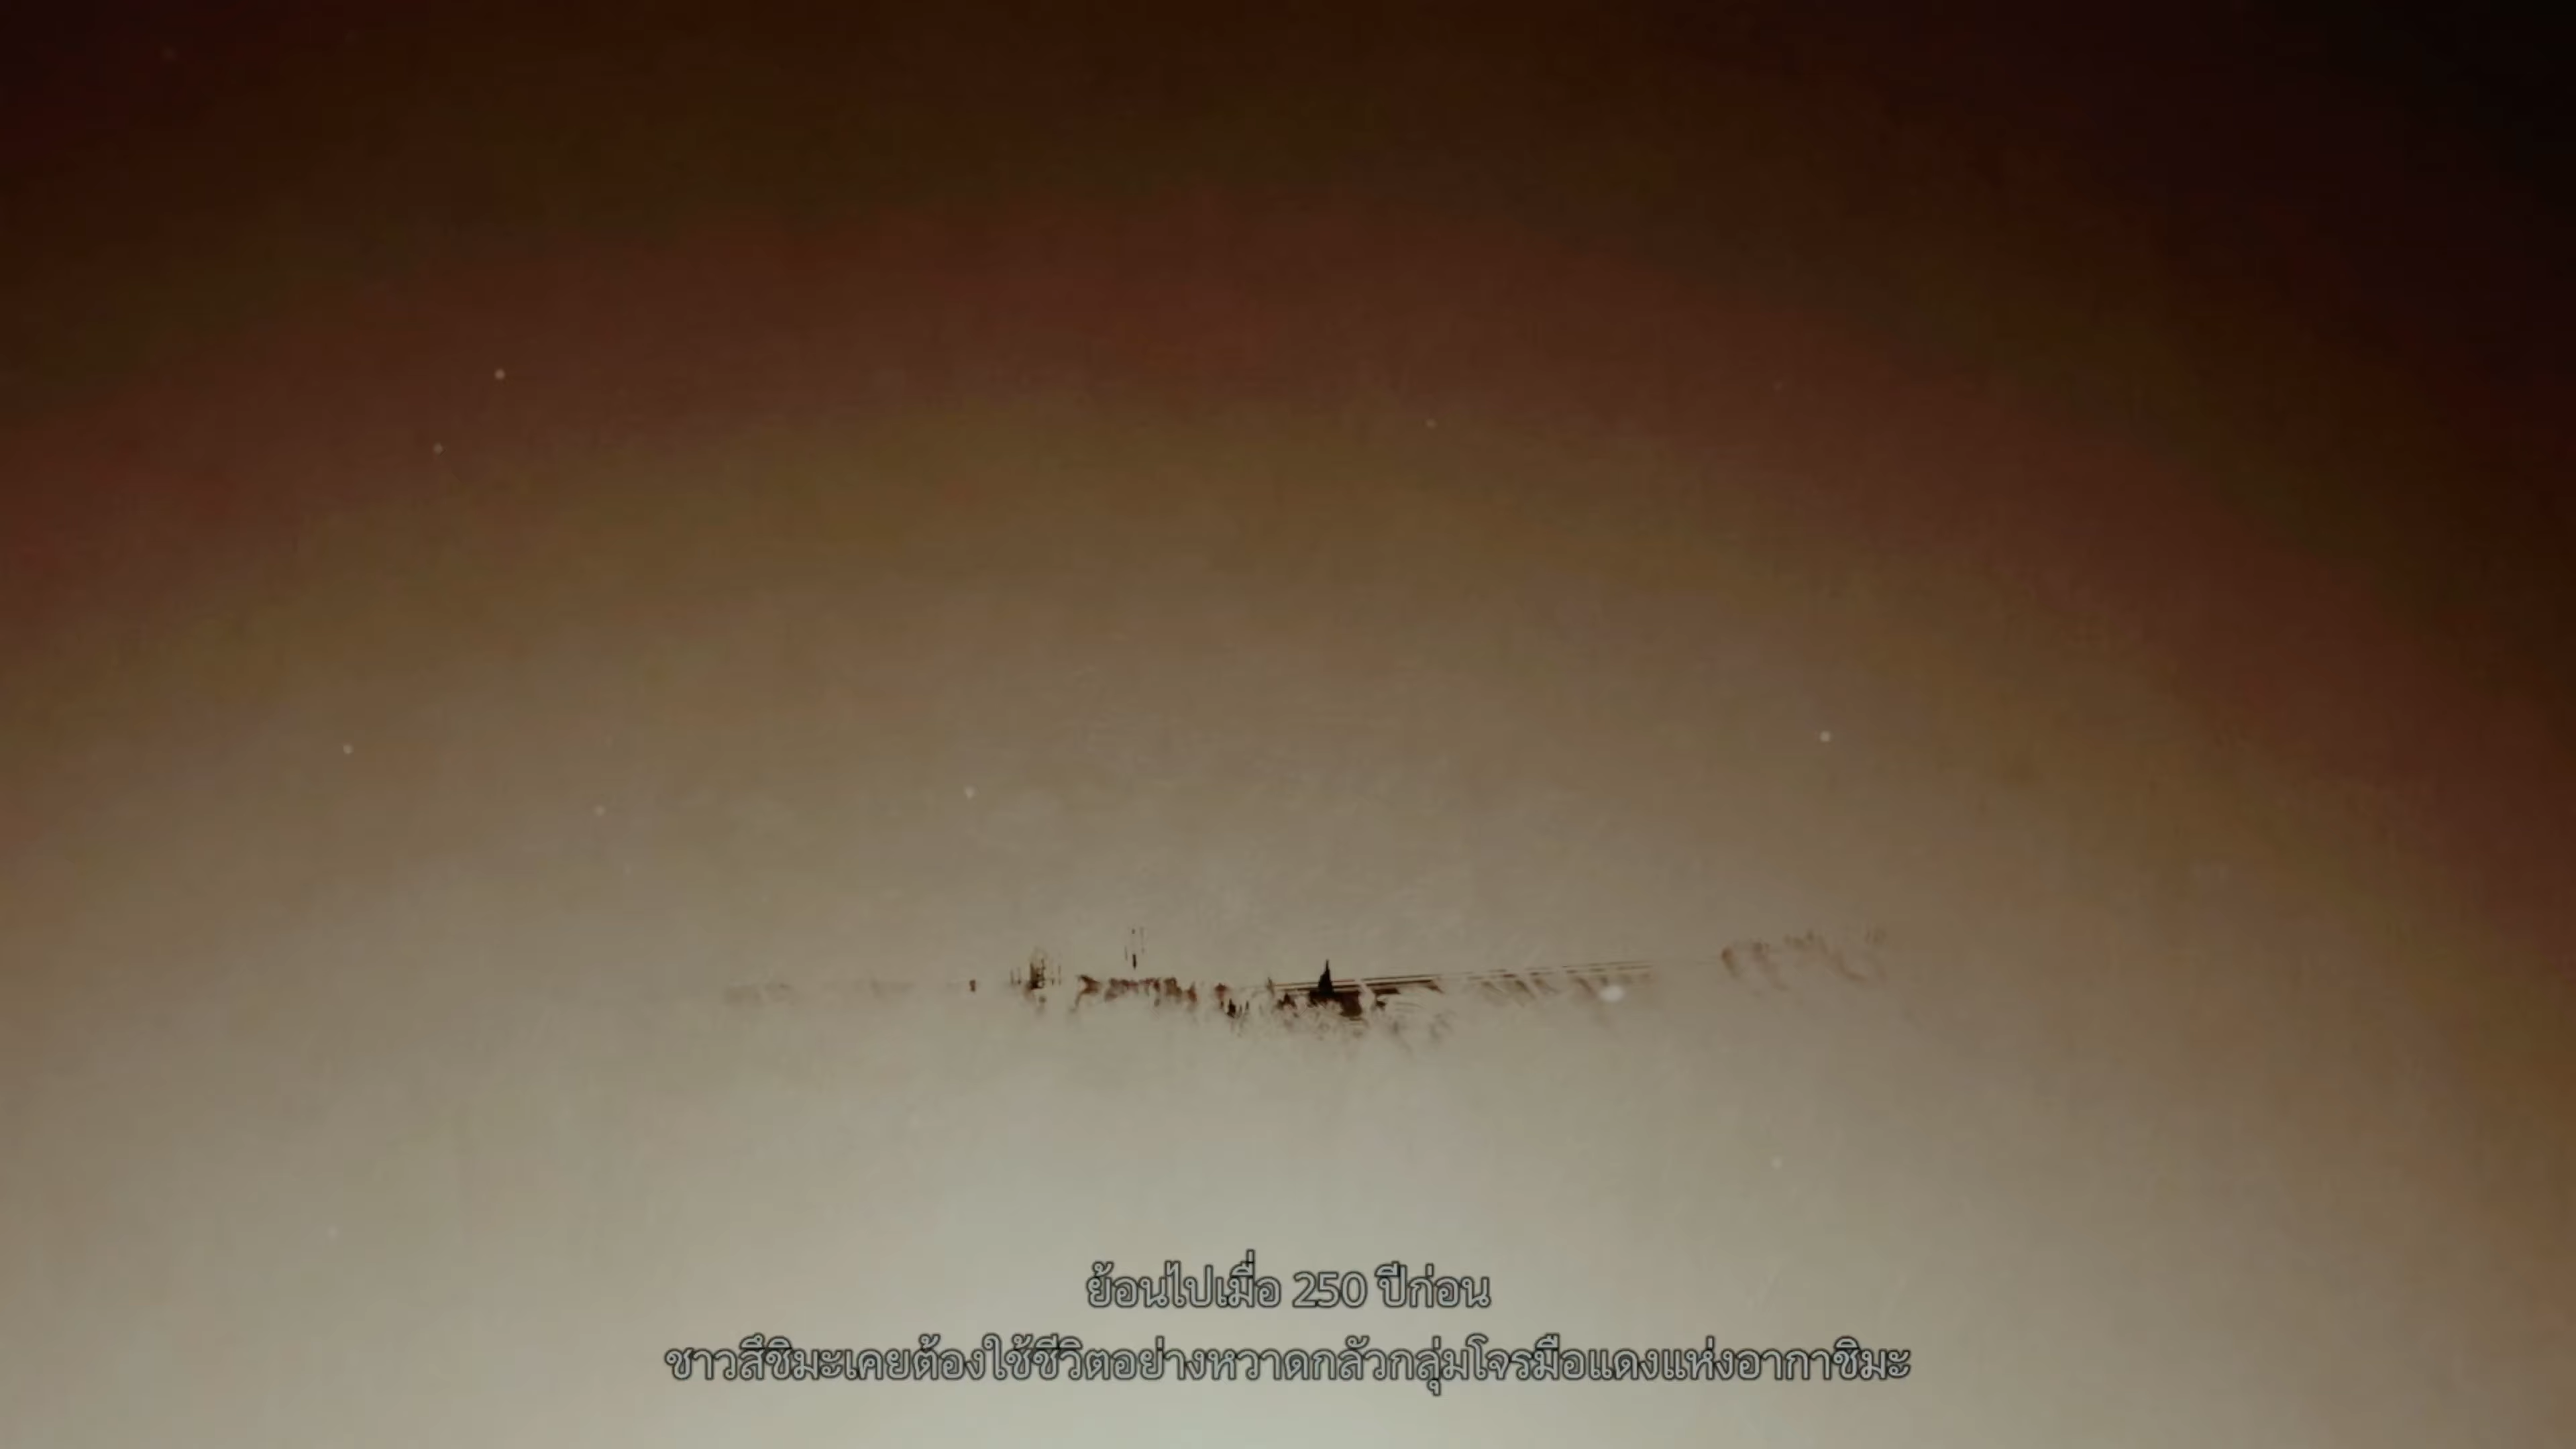 ย้อนไปเมื่อ 250 ปีก่อน
ชาวสึชิมะเคยต้องใช้ชีวิตอย่างหวาดกลัวกลุ่มโจรมือแดงแห่งอากาชิมะ